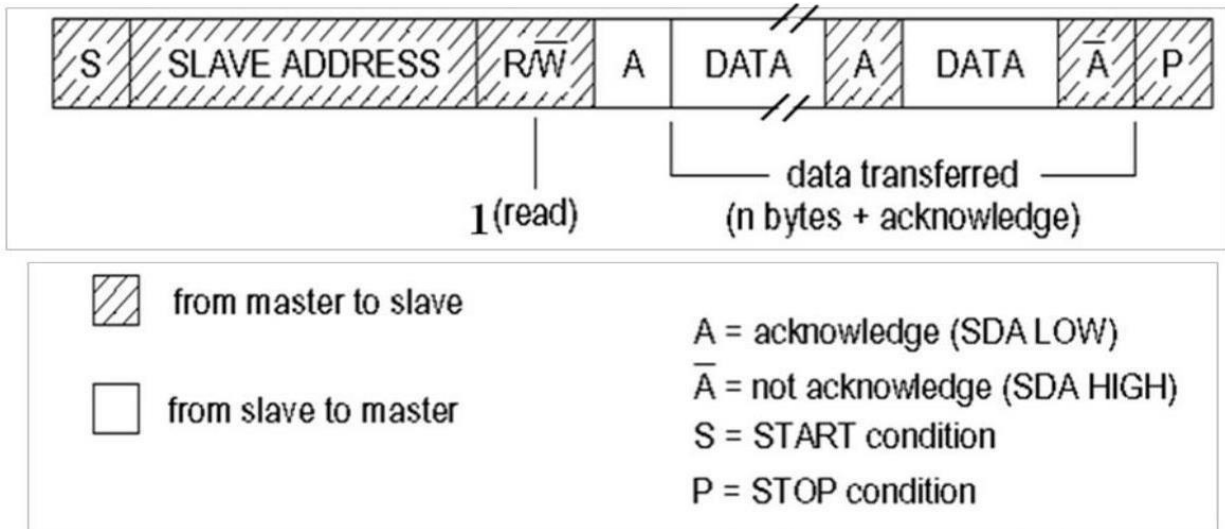 S SLAVE ADDRESS R/W̅ A DATA A DATA A̅ P
1 (read)
data transferred
(n bytes + acknowledge)
from master to slave
from slave to master
A = acknowledge (SDA LOW)
A̅ = not acknowledge (SDA HIGH)
S = START condition
P = STOP condition